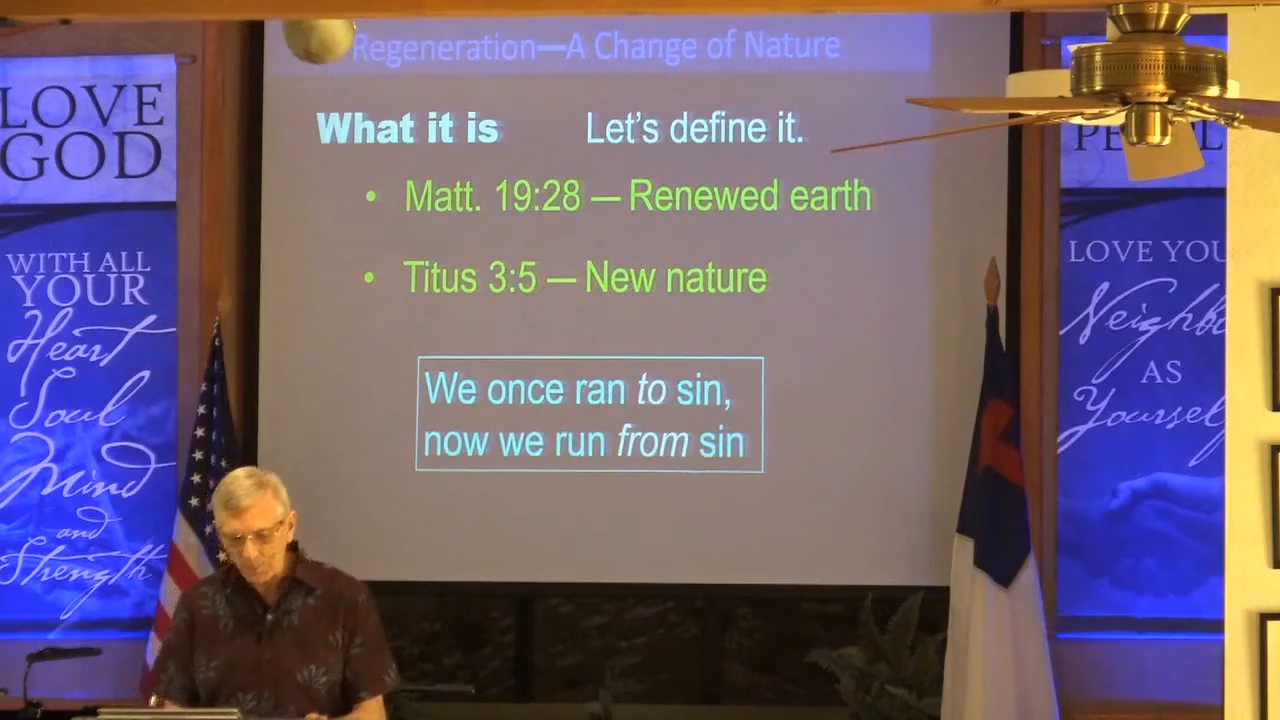 Regeneration—A Change of Nature
What it is Let's define it.
• Matt. 19:28 — Renewed earth
• Titus 3:5 — New nature
We once ran to sin,
now we run from sin
LOVE
GOD
WITH ALL
YOUR
Heart
Soul
Mind
and
Strength
LOVE YOU
Neighbo
AS
Yourself